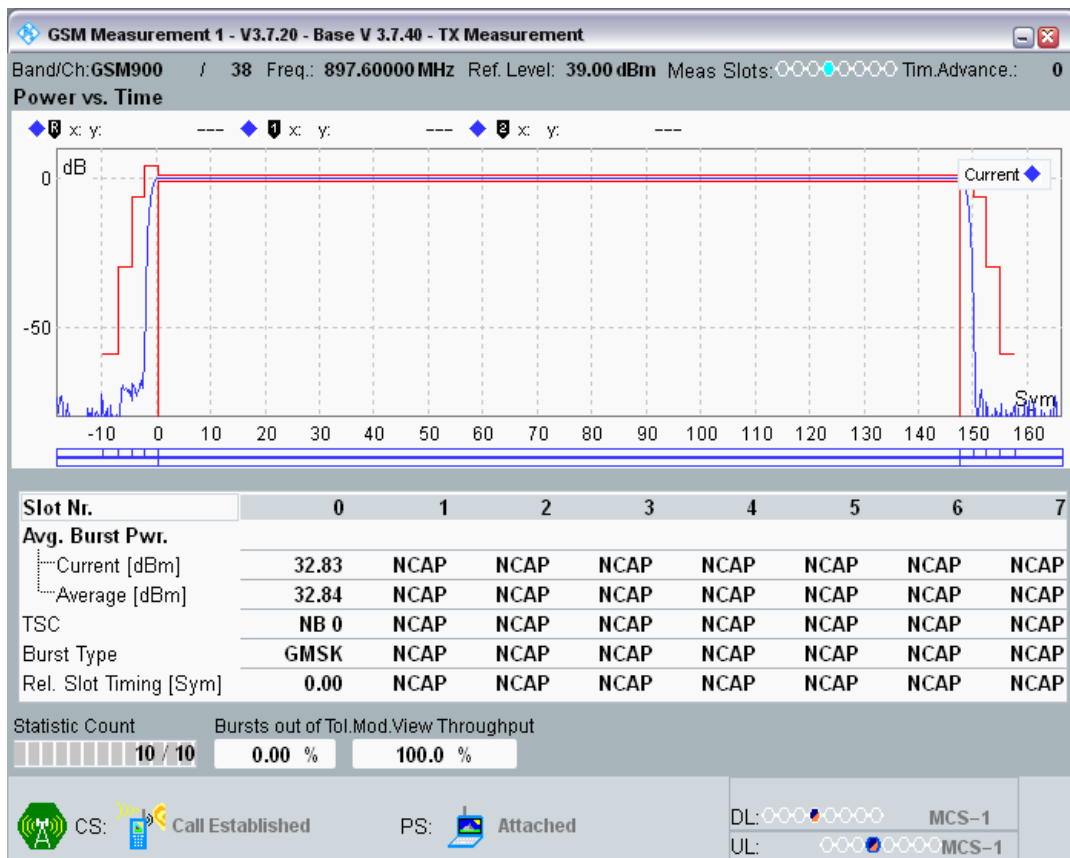 GSM Measurement 1 - V3.7.20 - Base V 3.7.40 - TX Measurement
Band/Ch:GSM900 / 38 Freq.: 897.60000 MHz Ref. Level: 39.00 dBm Meas Slots: Tim.Advance.: 0
Power vs. Time
R x: y: --- 1 x: y: --- 2 x: y: ---
dB
Current
0
-50
Sym
-10 0 10 20 30 40 50 60 70 80 90 100 110 120 130 140 150 160
Slot Nr. 0 1 2 3 4 5 6 7
Avg. Burst Pwr.
Current [dBm] 32.83 NCAP NCAP NCAP NCAP NCAP NCAP NCAP
Average [dBm] 32.84 NCAP NCAP NCAP NCAP NCAP NCAP NCAP
TSC NB 0 NCAP NCAP NCAP NCAP NCAP NCAP NCAP
Burst Type GMSK NCAP NCAP NCAP NCAP NCAP NCAP NCAP
Rel. Slot Timing [Sym] 0.00 NCAP NCAP NCAP NCAP NCAP NCAP NCAP
Statistic Count Bursts out of Tol. Mod.View Throughput
10 / 10 0.00 % 100.0 %
CS: Call Established PS: Attached
DL: MCS-1
UL: MCS-1